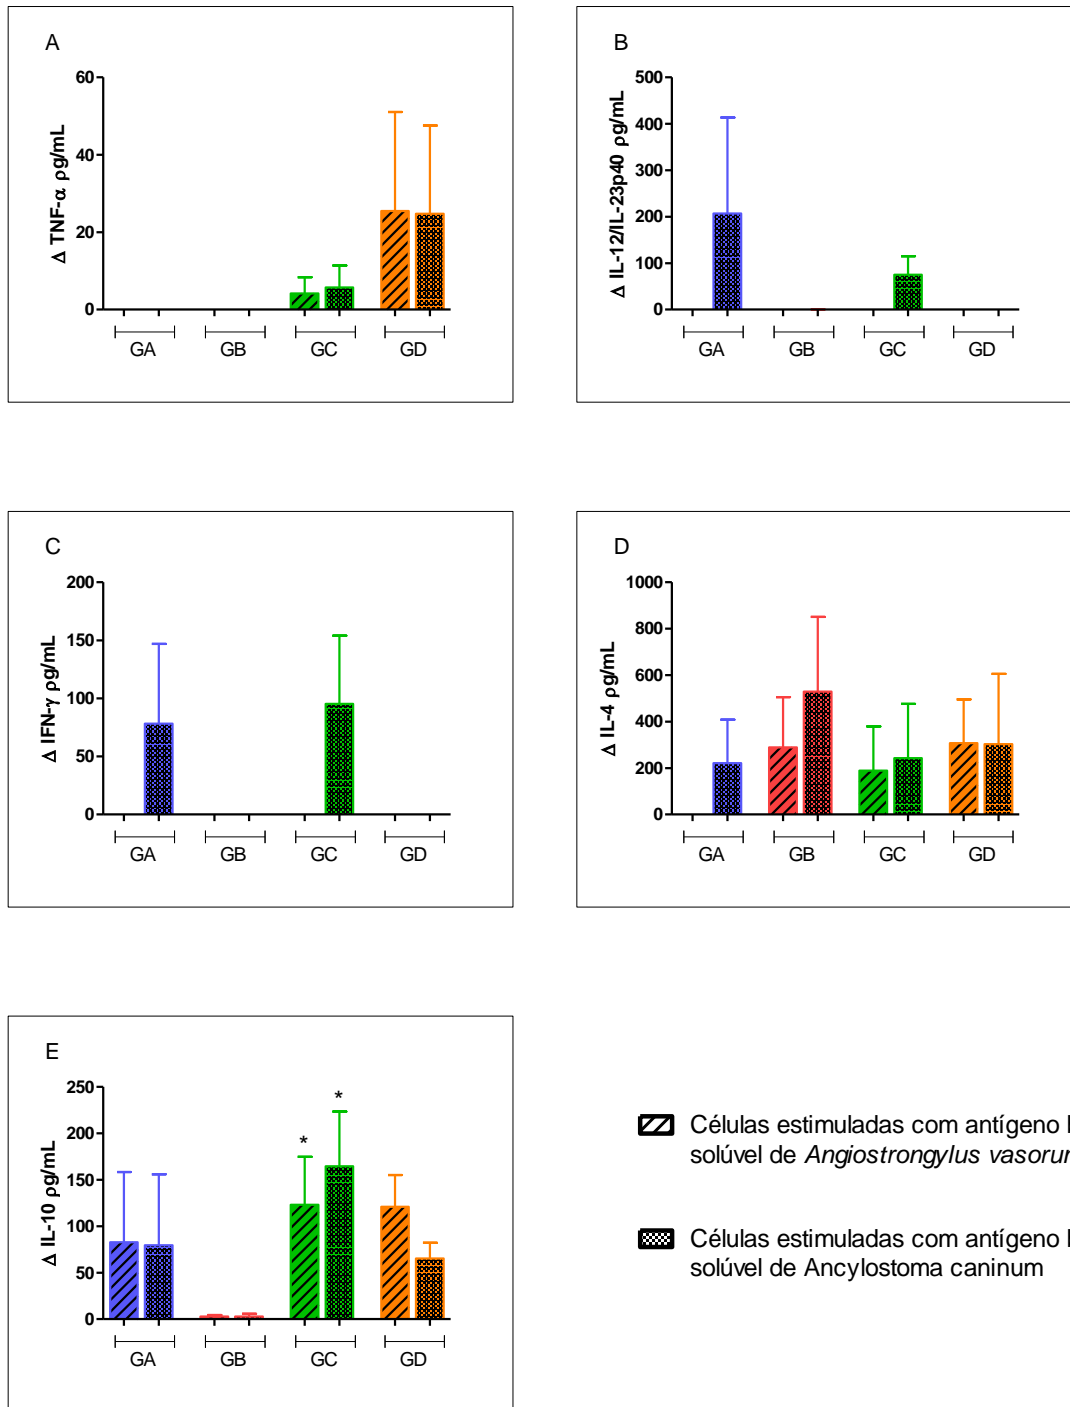 A
60
40
20
0
Δ TNF-α ρg/mL
GA GB GC GD
B
500
400
300
200
100
0
Δ IL-12/IL-23p40 ρg/mL
GA GB GC GD
C
200
150
100
50
0
Δ IFN-γ ρg/mL
GA GB GC GD
D
1000
800
600
400
200
0
Δ IL-4 ρg/mL
GA GB GC GD
E
250
200
150
100
50
0
Δ IL-10 ρg/mL
* *
GA GB GC GD
Células estimuladas com antígeno
solúvel de Angiostrongylus
Células estimuladas com antígeno
solúvel de Ancylostoma caninum